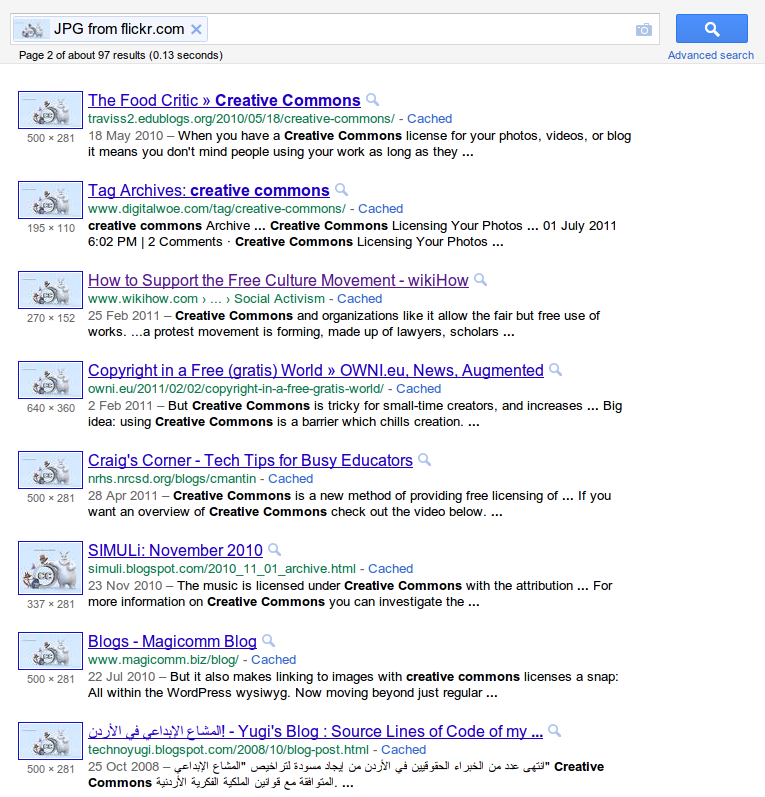 JPG from flickr.com
Page 2 of about 97 results (0.13 seconds)
Advanced search
The Food Critic » Creative Commons
traviss2.edublogs.org/2010/05/18/creative-commons/ - Cached
500 × 281
18 May 2010 – When you have a Creative Commons license for your photos, videos, or blog
it means you don't mind people using your work as long as they ...
Tag Archives: creative commons
www.digitalwoe.com/tag/creative-commons/ - Cached
195 × 110
creative commons Archive ... Creative Commons Licensing Your Photos ... 01 July 2011
6:02 PM | 2 Comments · Creative Commons Licensing Your Photos ...
How to Support the Free Culture Movement - wikiHow
www.wikihow.com › ... › Social Activism - Cached
270 × 152
25 Feb 2011 – Creative Commons and organizations like it allow the fair but free use of
works. ...a protest movement is forming, made up of lawyers, scholars ...
Copyright in a Free (gratis) World » OWNI.eu, News, Augmented
owni.eu/2011/02/02/copyright-in-a-free-gratis-world/ - Cached
640 × 360
2 Feb 2011 – But Creative Commons is tricky for small-time creators, and increases ... Big
idea: using Creative Commons is a barrier which chills creation. ...
Craig's Corner - Tech Tips for Busy Educators
nrhs.nrcsd.org/blogs/cmantin - Cached
500 × 281
28 Apr 2011 – Creative Commons is a new method of providing free licensing of ... If you
want an overview of Creative Commons check out the video below. ...
SIMULi: November 2010
simuli.blogspot.com/2010_11_01_archive.html - Cached
337 × 281
23 Nov 2010 – The music is licensed under Creative Commons with the attribution ... For
more information on Creative Commons you can investigate the ...
Blogs - Magicomm Blog
www.magicomm.biz/blog/ - Cached
500 × 281
22 Jul 2010 – But it also makes linking to images with creative commons licenses a snap:
All within the WordPress wysiwyg. Now moving beyond just regular ...
المشاع الإبداعي في الأردن! - Yugi's Blog : Source Lines of Code of my ...
technoyugi.blogspot.com/2008/10/blog-post.html - Cached
500 × 281
25 Oct 2008 – انتهى عدد من الخبراء الحقوقيين في الأردن من إيجاد مسودة لتراخيص "المشاع الإبداعي" Creative
Commons المتوافقة مع قوانين الملكية الفكرية الأردنية. ...